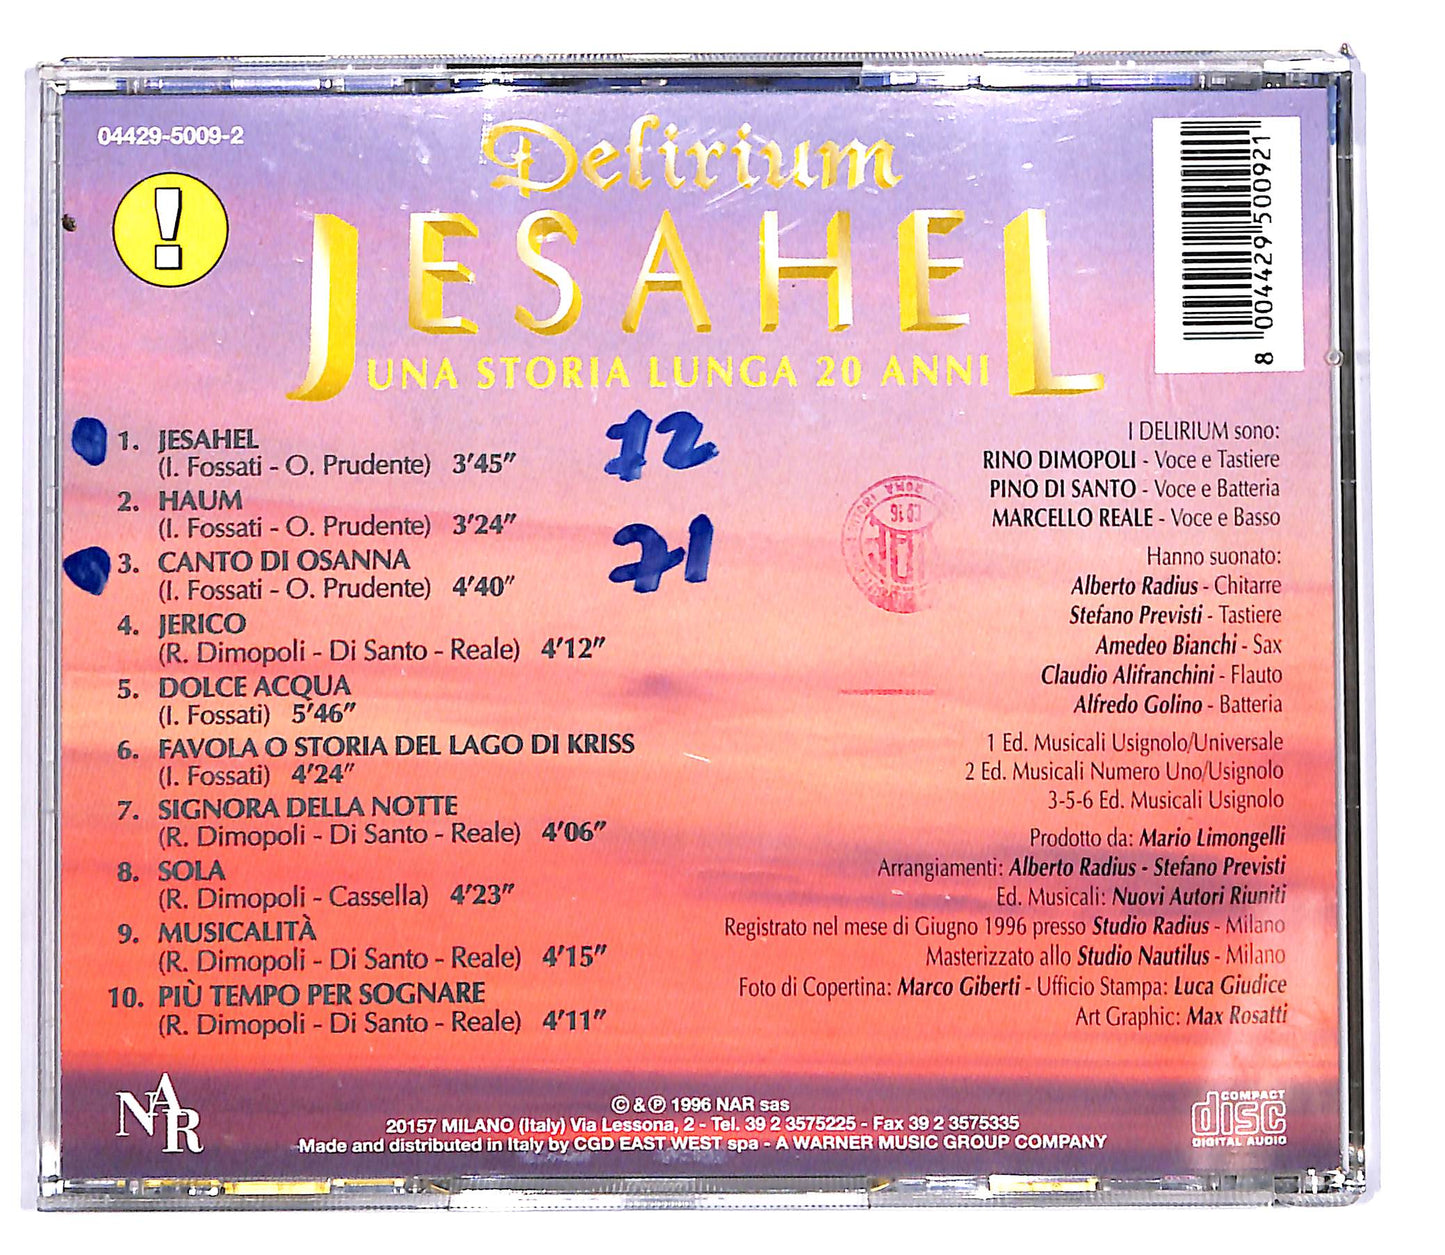 04429-5009-2
!
Delirium
JESAHEL
UNA STORIA LUNGA 20 ANNI
8 004429 500921
1. JESAHEL
(I. Fossati - O. Prudente) 3'45"
72
2. HAUM
(I. Fossati - O. Prudente) 3'24"
3. CANTO DI OSANNA
(I. Fossati - O. Prudente) 4'40"
71
4. JERICO
(R. Dimopoli - Di Santo - Reale) 4'12"
5. DOLCE ACQUA
(I. Fossati) 5'46"
6. FAVOLA O STORIA DEL LAGO DI KRISS
(I. Fossati) 4'24"
7. SIGNORA DELLA NOTTE
(R. Dimopoli - Di Santo - Reale) 4'06"
8. SOLA
(R. Dimopoli - Cassella) 4'23"
9. MUSICALITÀ
(R. Dimopoli - Di Santo - Reale) 4'15"
10. PIÙ TEMPO PER SOGNARE
(R. Dimopoli - Di Santo - Reale) 4'11"
I DELIRIUM sono:
RINO DIMOPOLI - Voce e Tastiere
PINO DI SANTO - Voce e Batteria
MARCELLO REALE - Voce e Basso
ROMA
CD 16
Hanno suonato:
Alberto Radius - Chitarre
Stefano Previsti - Tastiere
Amedeo Bianchi - Sax
Claudio Alifranchini - Flauto
Alfredo Golino - Batteria
1 Ed. Musicali Usignolo/Universale
2 Ed. Musicali Numero Uno/Usignolo
3-5-6 Ed. Musicali Usignolo
Prodotto da: Mario Limongelli
Arrangiamenti: Alberto Radius - Stefano Previsti
Ed. Musicali: Nuovi Autori Riuniti
Registrato nel mese di Giugno 1996 presso Studio Radius - Milano
Masterizzato allo Studio Nautilus - Milano
Foto di Copertina: Marco Giberti - Ufficio Stampa: Luca Giudice
Art Graphic: Max Rosatti
NAR
© & ℗ 1996 NAR sas
20157 MILANO (Italy) Via Lessona, 2 - Tel. 39 2 3575225 - Fax 39 2 3575335
Made and distributed in Italy by CGD EAST WEST spa - A WARNER MUSIC GROUP COMPANY
COMPACT
disc
DIGITAL AUDIO